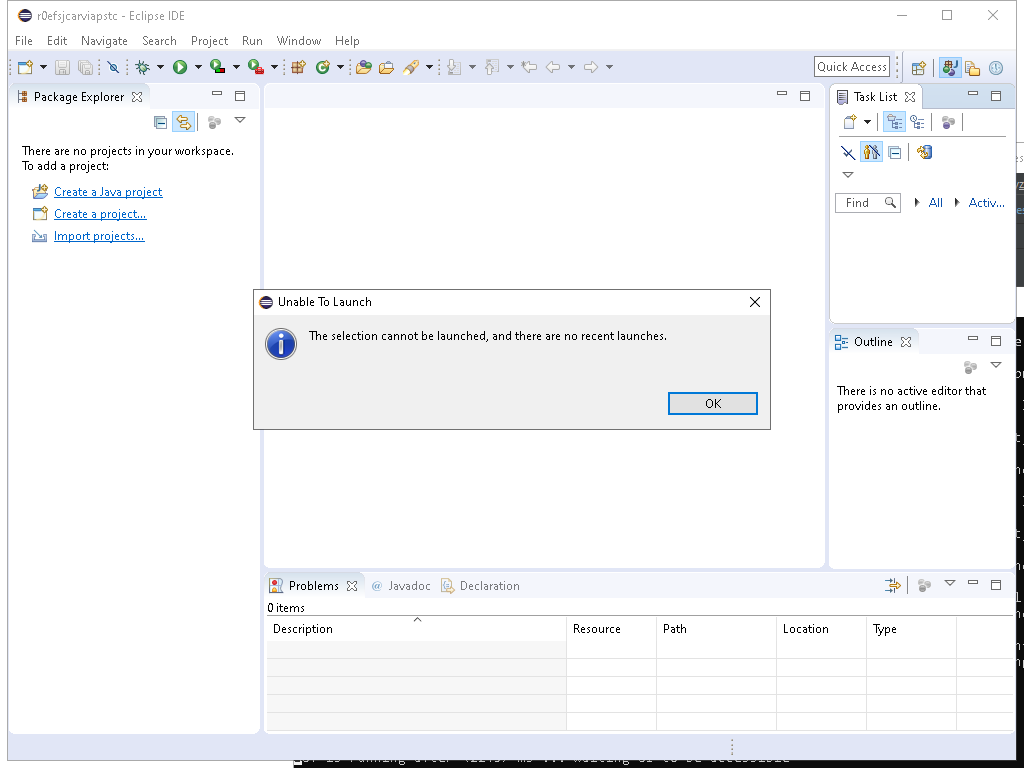 r0efsjcarviapstc - Eclipse IDE
File Edit Navigate Search Project Run Window Help
Quick Access
Package Explorer
Task List
There are no projects in your workspace.
To add a project:
Create a Java project
Create a project...
Import projects...
Find
All
Activ...
Unable To Launch
The selection cannot be launched, and there are no recent launches.
OK
Outline
There is no active editor that
provides an outline.
Problems
@ Javadoc
Declaration
0 items
Description Resource Path Location Type